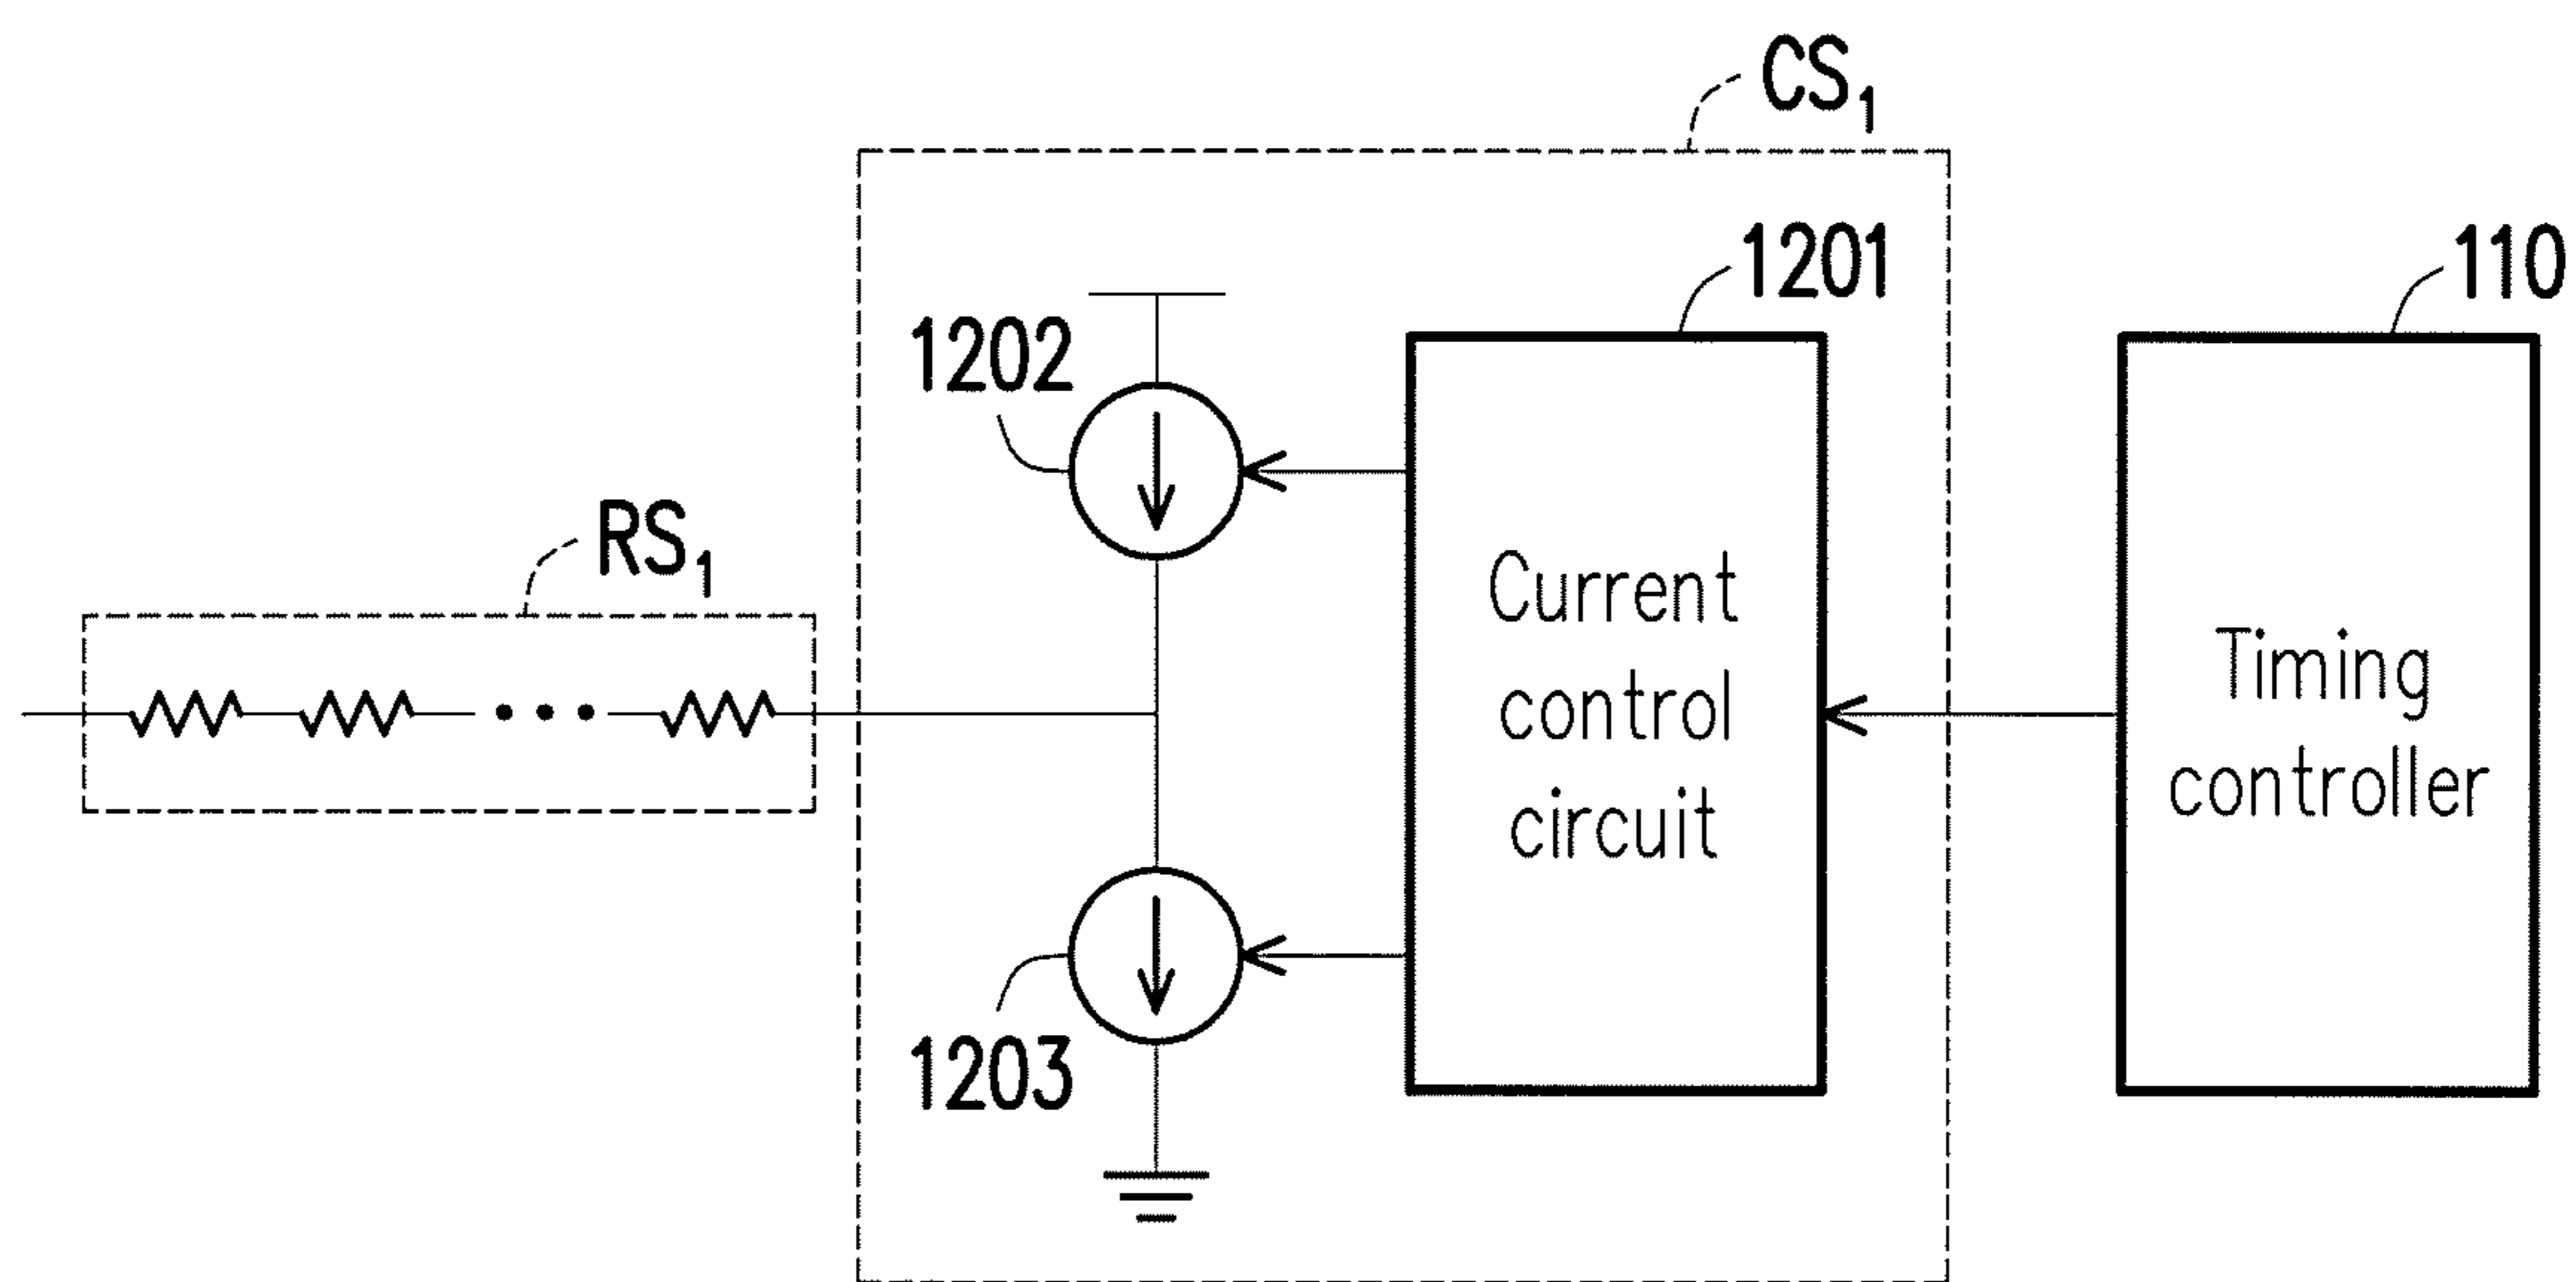 CS1
1201
110
1202
RS1
Current
control
circuit
Timing
controller
1203